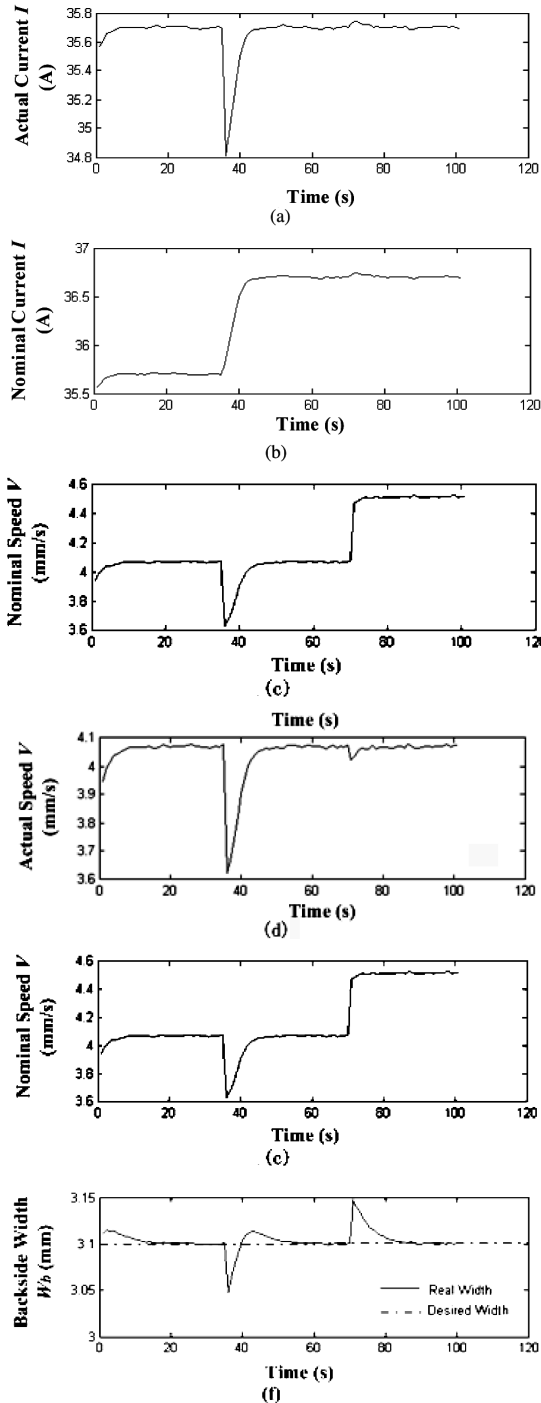 Actual Current I
(A)
35.8
35.6
35.4
35.2
35
34.8
0
20
40
60
80
100
120
Time (s)
(a)
Nominal Current I
(A)
37
36.5
36
35.5
0
20
40
60
80
100
120
Time (s)
(b)
Nominal Speed V
(mm/s)
4.6
4.4
4.2
4
3.8
3.6
0
20
40
60
80
100
120
Time (s)
(c)
Time (s)
Actual Speed V
(mm/s)
4.1
4
3.9
3.8
3.7
3.6
0
20
40
60
80
100
120
Time (s)
(d)
Nominal Speed V
(mm/s)
4.6
4.4
4.2
4
3.8
3.6
0
20
40
60
80
100
120
Time (s)
(c)
Backside Width
Wb (mm)
3.15
3.1
3.05
3
0
20
40
60
80
100
120
Real Width
Desired Width
Time (s)
(f)